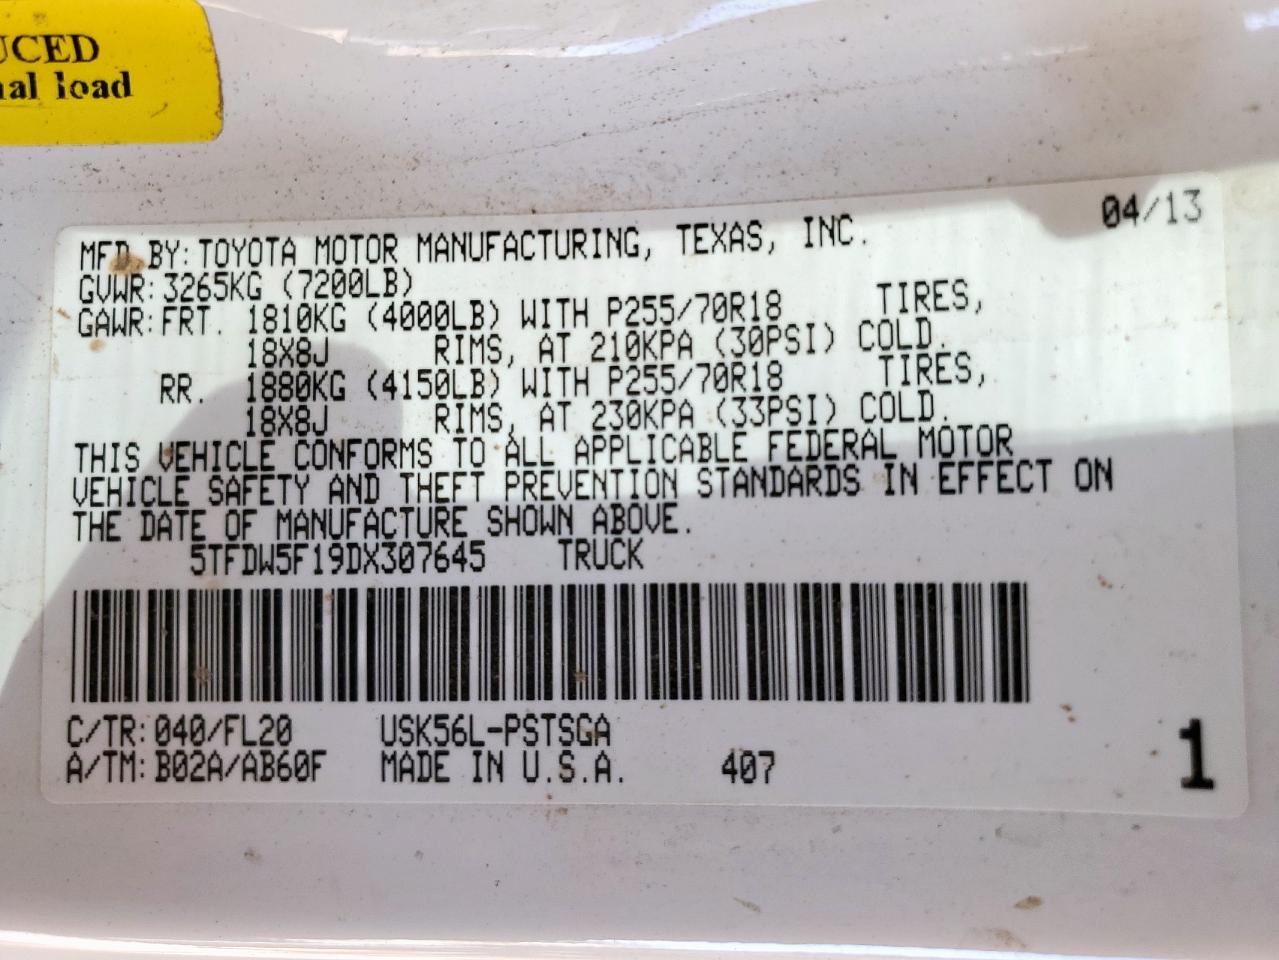 UCED
nal load
04/13
MFD BY: TOYOTA MOTOR MANUFACTURING, TEXAS, INC.
GVWR: 3265KG (7200LB)
GAWR: FRT. 1810KG (4000LB) WITH P255/70R18 TIRES,
18X8J RIMS, AT 210KPA (30PSI) COLD.
RR. 1880KG (4150LB) WITH P255/70R18 TIRES,
18X8J RIMS, AT 230KPA (33PSI) COLD.
THIS VEHICLE CONFORMS TO ALL APPLICABLE FEDERAL MOTOR
VEHICLE SAFETY AND THEFT PREVENTION STANDARDS IN EFFECT ON
THE DATE OF MANUFACTURE SHOWN ABOVE.
5TFDW5F19DX307645 TRUCK
C/TR: 040/FL20 USK56L-PSTSGA
A/TM: B02A/AB60F MADE IN U.S.A. 407
1